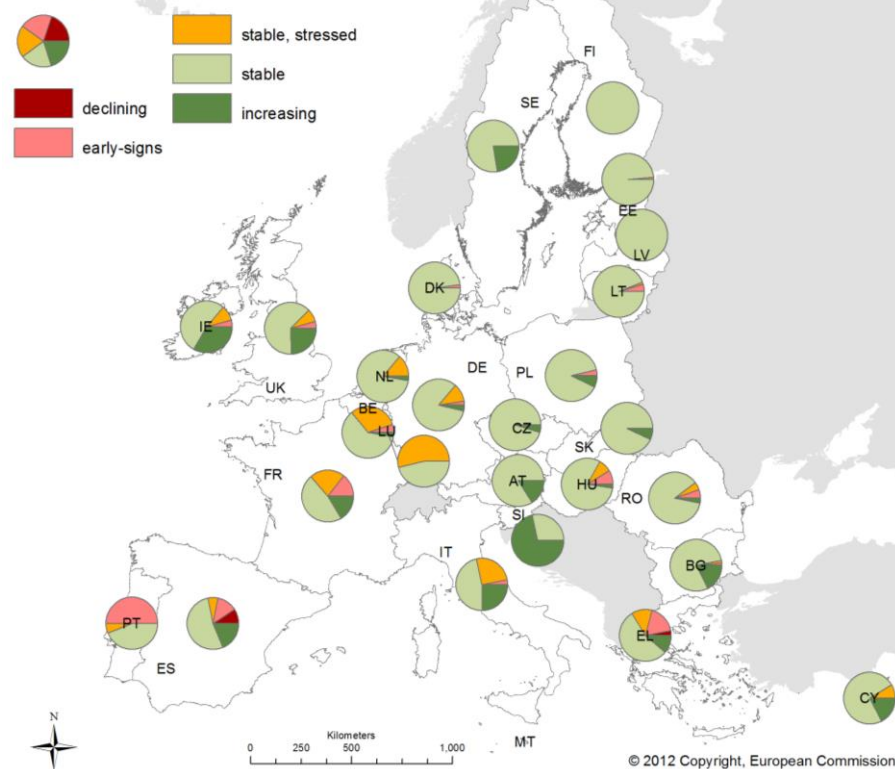 stable, stressed
stable
declining
increasing
early-signs
FI
SE
EE
LV
DK
LT
IE
UK
NL
DE
PL
BE
LU
CZ
SK
FR
AT
HU
RO
SI
IT
BG
PT
ES
EL
CY
MT
N
Kilometers
0 250 500 1,000
© 2012 Copyright, European Commission